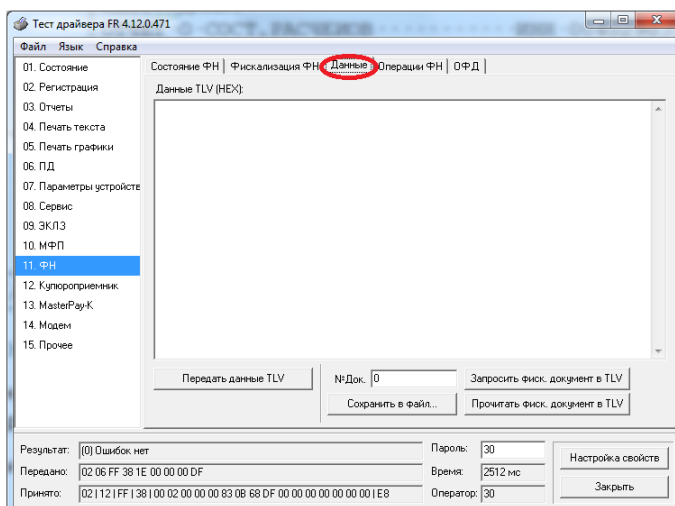 Тест драйвера FR 4.12.0.471
Файл Язык Справка
01. Состояние
02. Регистрация
03. Отчеты
04. Печать текста
05. Печать графики
06. ПД
07. Параметры устройств
08. Сервис
09. ЭКЛЗ
10. МФП
11. ФН
12. Купюроприемник
13. MasterPay-K
14. Модем
15. Прочее
Состояние ФН Фискализация ФН Данные Операции ФН ОФД
Данные TLV (HEX):
Передать данные TLV
№Док. 0
Запросить фиск. документ в TLV
Сохранить в файл...
Прочитать фиск. документ в TLV
Результат: (0) Ошибок нет
Пароль: 30
Настройка свойств
Передано: 02 06 FF 38 1E 00 00 00 DF
Время: 2512 мс
Принято: 02 | 12 | FF | 38 | 00 02 00 00 00 83 0B 68 DF 00 00 00 00 00 00 00 | E8
Оператор: 30
Закрыть